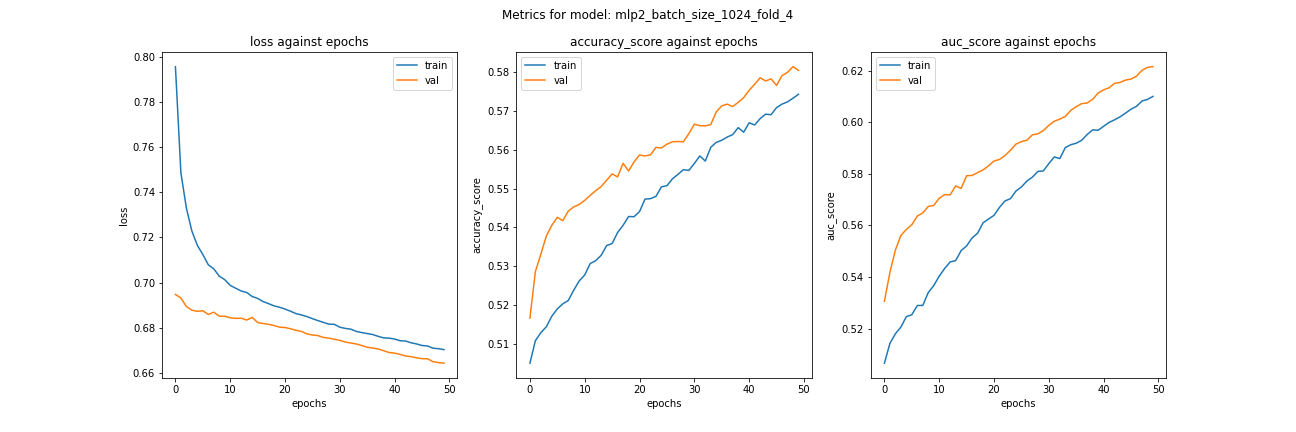 Metrics for model: mlp2_batch_size_1024_fold_4
loss against epochs
train
val
0.80
0.78
0.76
0.74
0.72
0.70
0.68
0.66
loss
0
10
20
30
40
50
epochs
accuracy_score against epochs
train
val
0.58
0.57
0.56
0.55
0.54
0.53
0.52
0.51
accuracy_score
0
10
20
30
40
50
epochs
auc_score against epochs
train
val
0.62
0.60
0.58
0.56
0.54
0.52
auc_score
0
10
20
30
40
50
epochs